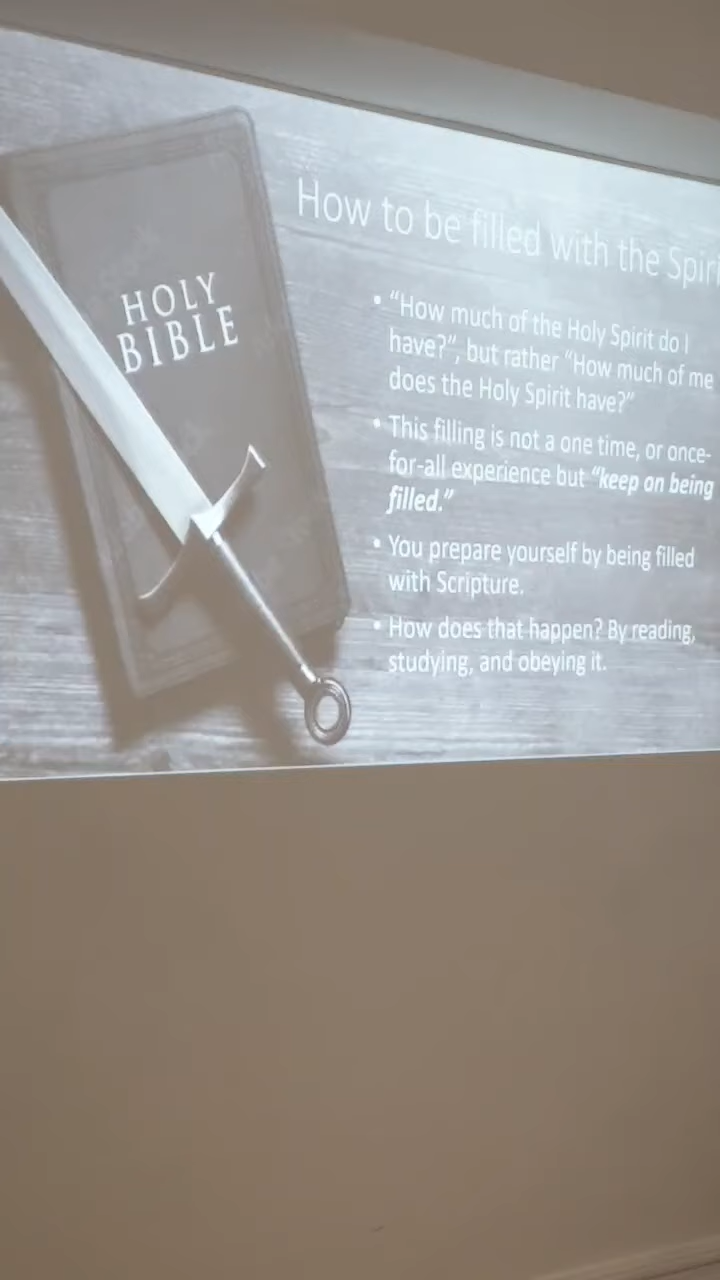 HOLY
BIBLE
How to be filled with the Spiri
• “How much of the Holy Spirit do I
have?”, but rather “How much of me
does the Holy Spirit have?”
• This filling is not a one time, or once-
for-all experience but “keep on being
filled.”
• You prepare yourself by being filled
with Scripture.
• How does that happen? By reading,
studying, and obeying it.